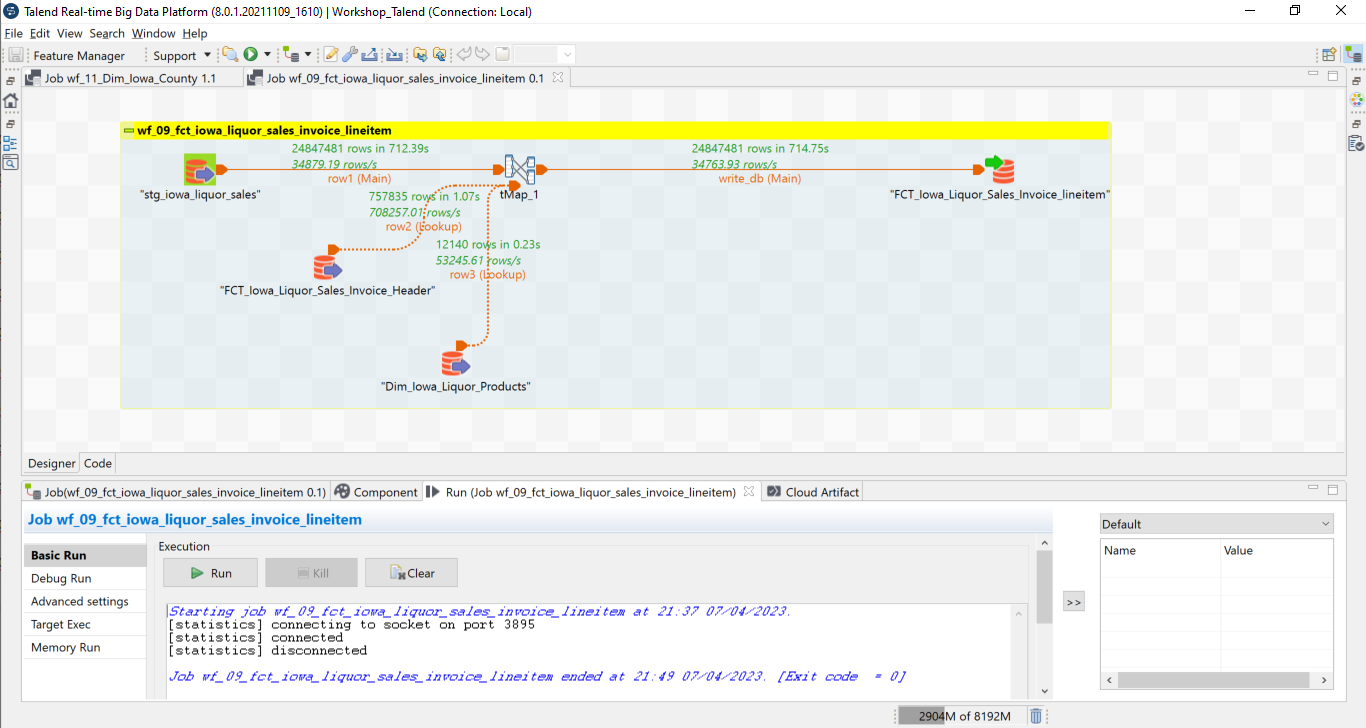 Talend Real-time Big Data Platform (8.0.1.20211109_1610) | Workshop_Talend (Connection: Local)
File Edit View Search Window Help
Feature Manager Support
Job wf_11_Dim_Iowa_County 1.1 Job wf_09_fct_iowa_liquor_sales_invoice_lineitem 0.1
wf_09_fct_iowa_liquor_sales_invoice_lineitem
24847481 rows in 712.39s 24847481 rows in 714.75s
34879.19 rows/s 34763.93 rows/s
row1 (Main) write_db (Main)
"stg_iowa_liquor_sales" tMap_1 "FCT_Iowa_Liquor_Sales_Invoice_lineitem"
757835 rows in 1.07s
708257.01 rows/s
row2 (Lookup)
12140 rows in 0.23s
53245.61 rows/s
row3 (Lookup)
"FCT_Iowa_Liquor_Sales_Invoice_Header"
"Dim_Iowa_Liquor_Products"
Designer Code
Job(wf_09_fct_iowa_liquor_sales_invoice_lineitem 0.1) Component Run (Job wf_09_fct_iowa_liquor_sales_invoice_lineitem) Cloud Artifact
Job wf_09_fct_iowa_liquor_sales_invoice_lineitem
Default
Basic Run
Debug Run
Advanced settings
Target Exec
Memory Run
Execution
Run Kill Clear
Name Value
>>
Starting job wf_09_fct_iowa_liquor_sales_invoice_lineitem at 21:37 07/04/2023.
[statistics] connecting to socket on port 3895
[statistics] connected
[statistics] disconnected
Job wf_09_fct_iowa_liquor_sales_invoice_lineitem ended at 21:49 07/04/2023. [Exit code = 0]
2904M of 8192M